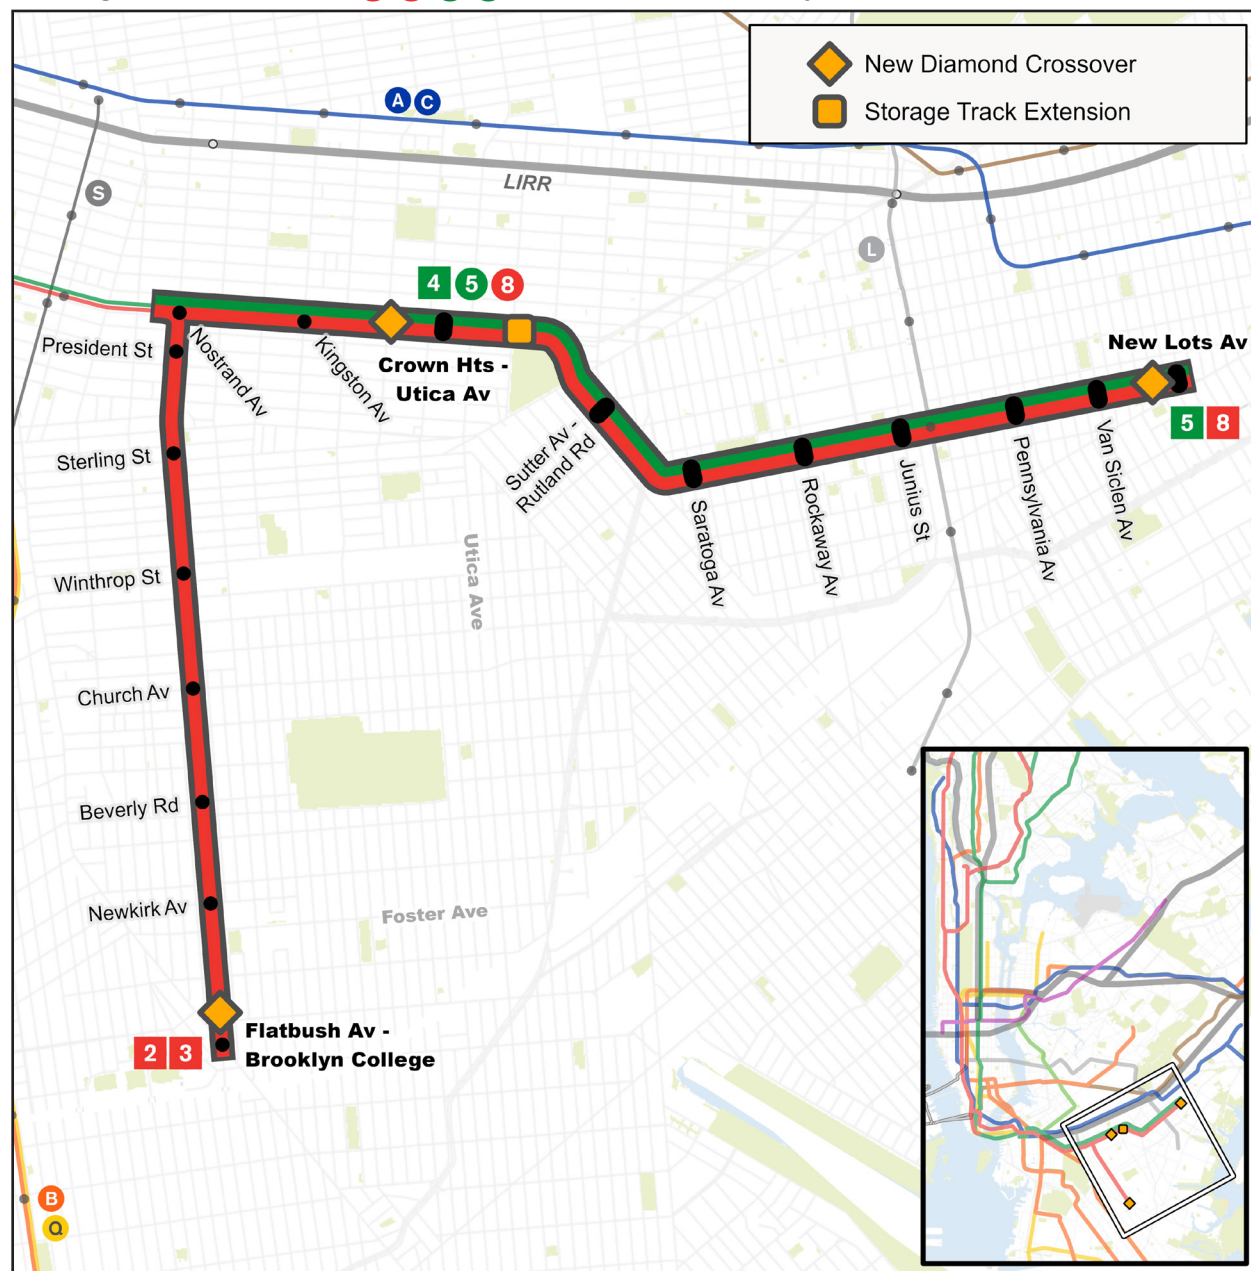 New Diamond Crossover
Storage Track Extension
A C
LIRR
S
L
4 5 8
New Lots Av
President St
Nostrand Av
Kingston Av
Crown Hts -
Utica Av
5 8
Sterling St
Sutter Av -
Rutland Rd
Saratoga Av
Rockaway Av
Junius St
Pennsylvania Av
Van Siclen Av
Utica Ave
Winthrop St
Church Av
Beverly Rd
Newkirk Av
Foster Ave
2 3
Flatbush Av -
Brooklyn College
B
Q